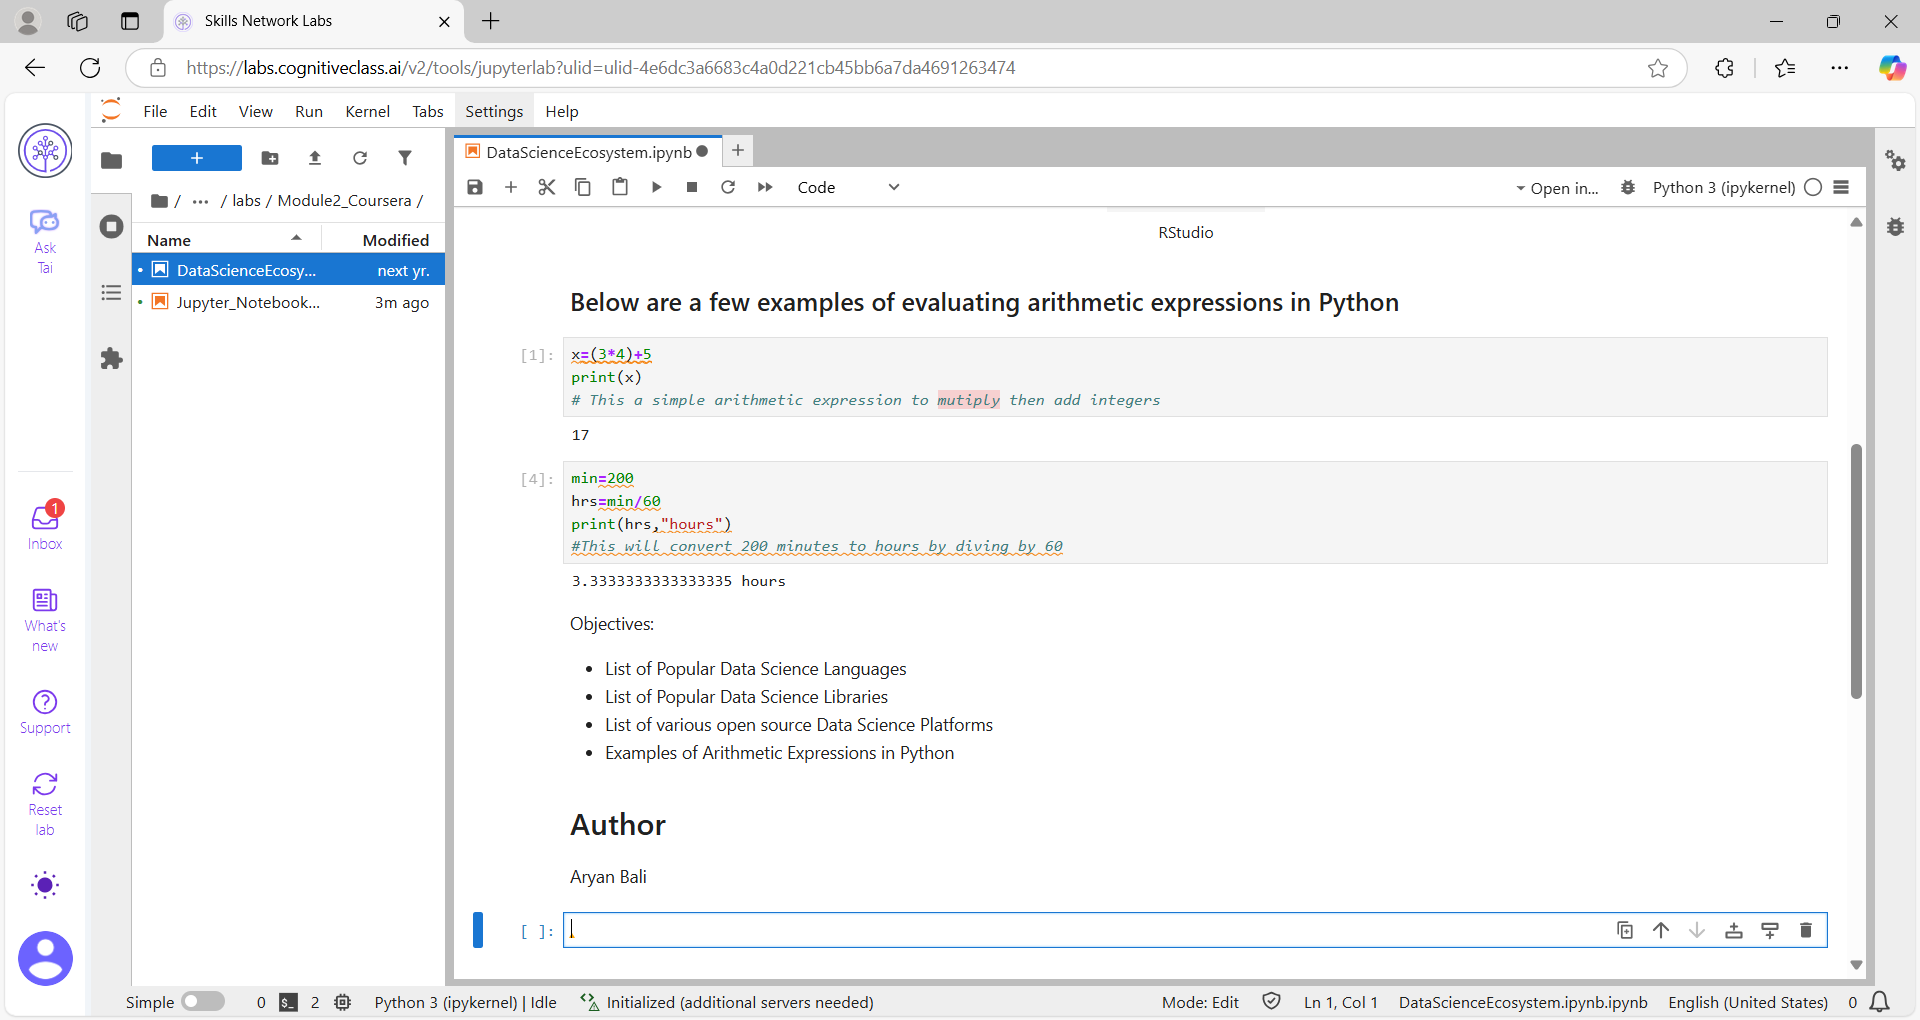 Skills Network Labs
https://labs.cognitiveclass.ai/v2/tools/jupyterlab?ulid=ulid-4e6dc3a6683c4a0d221cb45bb6a7da4691263474
File Edit View Run Kernel Tabs Settings Help
Ask
Tai
1
Inbox
What's
new
Support
Reset
lab
/ ... / labs / Module2_Coursera /
Name Modified
DataScienceEcosy... next yr.
Jupyter_Notebook... 3m ago
DataScienceEcosystem.ipynb
Code
Open in...
Python 3 (ipykernel)
RStudio
Below are a few examples of evaluating arithmetic expressions in Python
[1]:
x=(3*4)+5
print(x)
# This a simple arithmetic expression to mutiply then add integers
17
[4]:
min=200
hrs=min/60
print(hrs,"hours")
#This will convert 200 minutes to hours by diving by 60
3.3333333333333335 hours
Objectives:
• List of Popular Data Science Languages
• List of Popular Data Science Libraries
• List of various open source Data Science Platforms
• Examples of Arithmetic Expressions in Python
Author
Aryan Bali
[ ]:
Simple 0 $_ 2 Python 3 (ipykernel) | Idle Initialized (additional servers needed) Mode: Edit Ln 1, Col 1 DataScienceEcosystem.ipynb.ipynb English (United States) 0